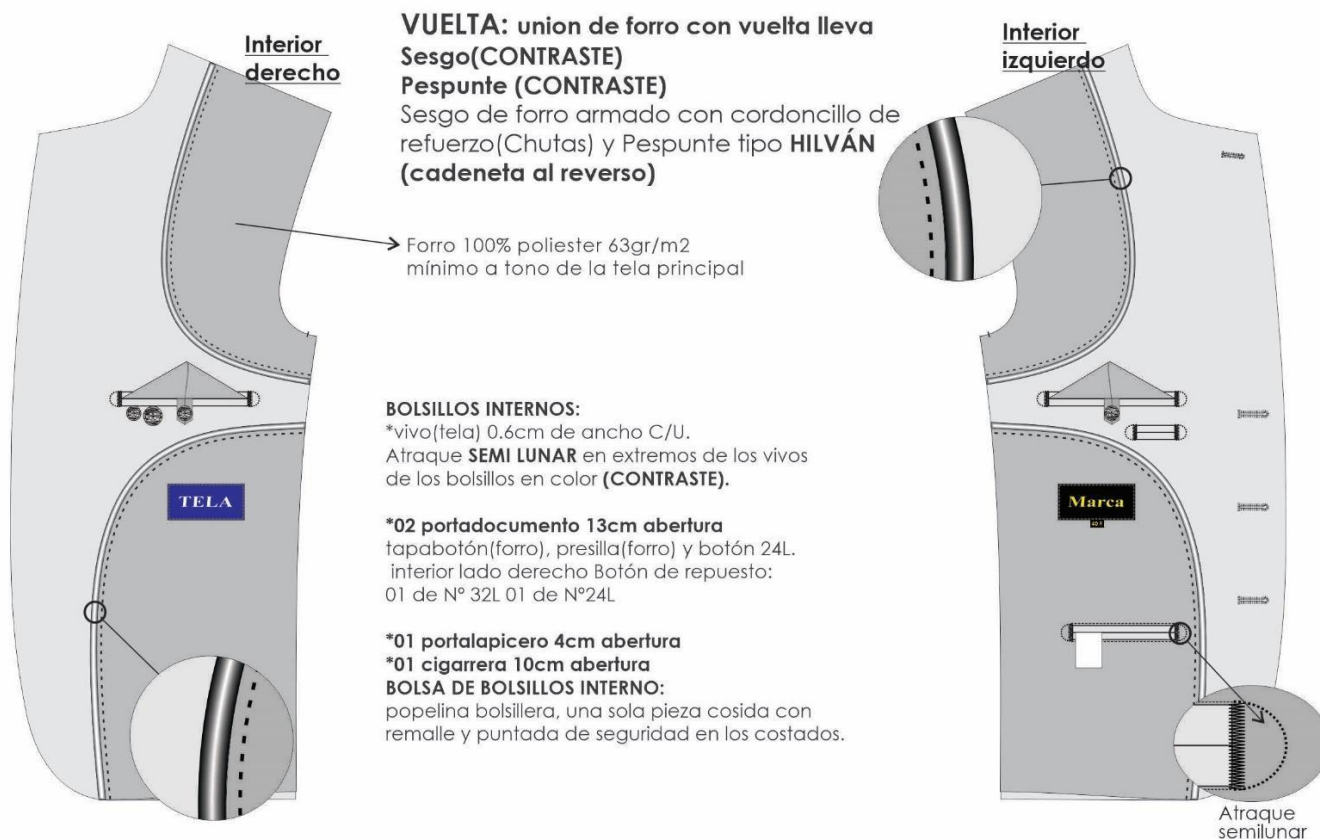 Interior
derecho
VUELTA: union de forro con vuelta lleva
Sesgo(CONTRASTE)
Pespunte (CONTRASTE)
Sesgo de forro armado con cordoncillo de
refuerzo(Chutas) y Pespunte tipo HILVÁN
(cadeneta al reverso)
Interior
izquierdo
Forro 100% poliester 63gr/m2
mínimo a tono de la tela principal
BOLSILLOS INTERNOS:
*vivo(tela) 0.6cm de ancho C/U.
Atraque SEMI LUNAR en extremos de los vivos
de los bolsillos en color (CONTRASTE).
*02 portadocumento 13cm abertura
tapabotón(forro), presilla(forro) y botón 24L.
interior lado derecho Botón de repuesto:
01 de Nº 32L 01 de Nº24L
*01 portalapicero 4cm abertura
*01 cigarrera 10cm abertura
BOLSA DE BOLSILLOS INTERNO:
popelina bolsillera, una sola pieza cosida con
remalle y puntada de seguridad en los costados.
TELA
Marca
Atraque
semilunar